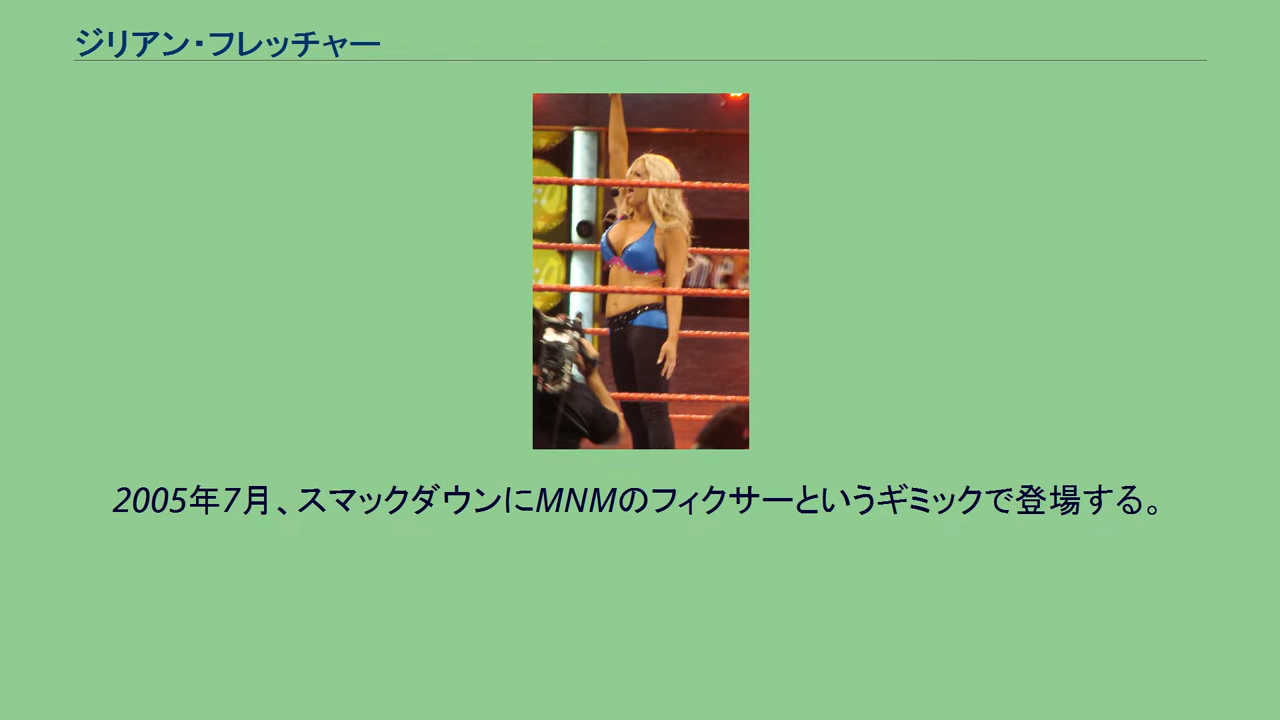 ジリアン・フレッチャー
2005年7月、スマックダウンにMNMのフィクサーというギミックで登場する。